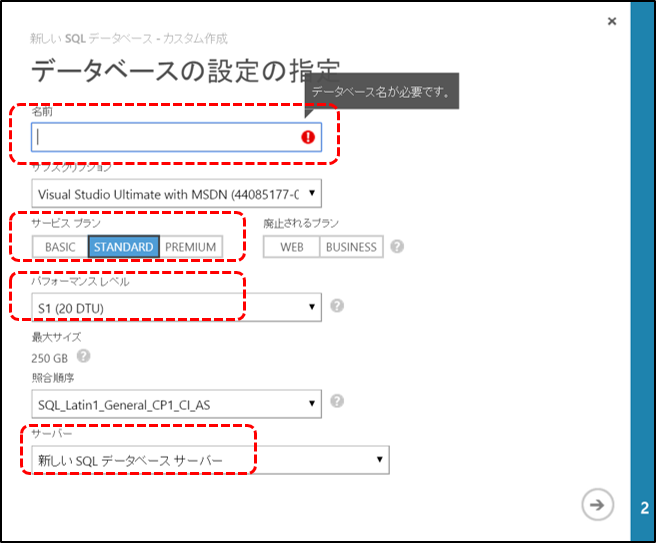 新しい SQL データベース - カスタム作成
データベースの設定の指定
データベース名が必要です。
名前
サブスクリプション
Visual Studio Ultimate with MSDN (44085177-0
サービス プラン
廃止されるプラン
BASIC STANDARD PREMIUM
WEB BUSINESS ?
パフォーマンス レベル
S1 (20 DTU) ?
最大サイズ
250 GB ?
照合順序
SQL_Latin1_General_CP1_CI_AS ?
サーバー
新しい SQL データベース サーバー
2